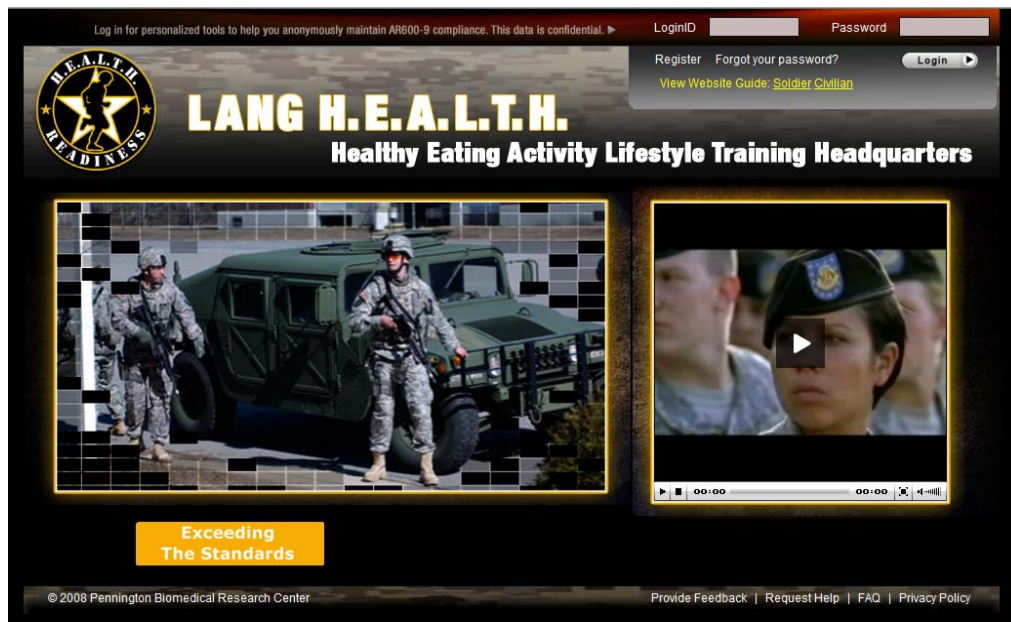 Log in for personalized tools to help you anonymously maintain AR600-9 compliance. This data is confidential.
LoginID
Password
Register Forgot your password?
Login
View Website Guide: Soldier Civilian
H.E.A.L.T.H.
READINESS
LANG H.E.A.L.T.H.
Healthy Eating Activity Lifestyle Training Headquarters
00:00 00:00
Exceeding
The Standards
© 2008 Pennington Biomedical Research Center
Provide Feedback | Request Help | FAQ | Privacy Policy